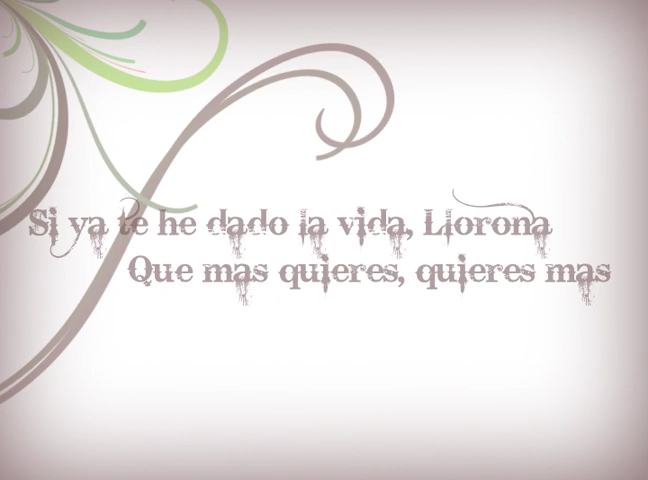 Si ya te he dado la vida, Llorona
Que mas quieres, quieres mas